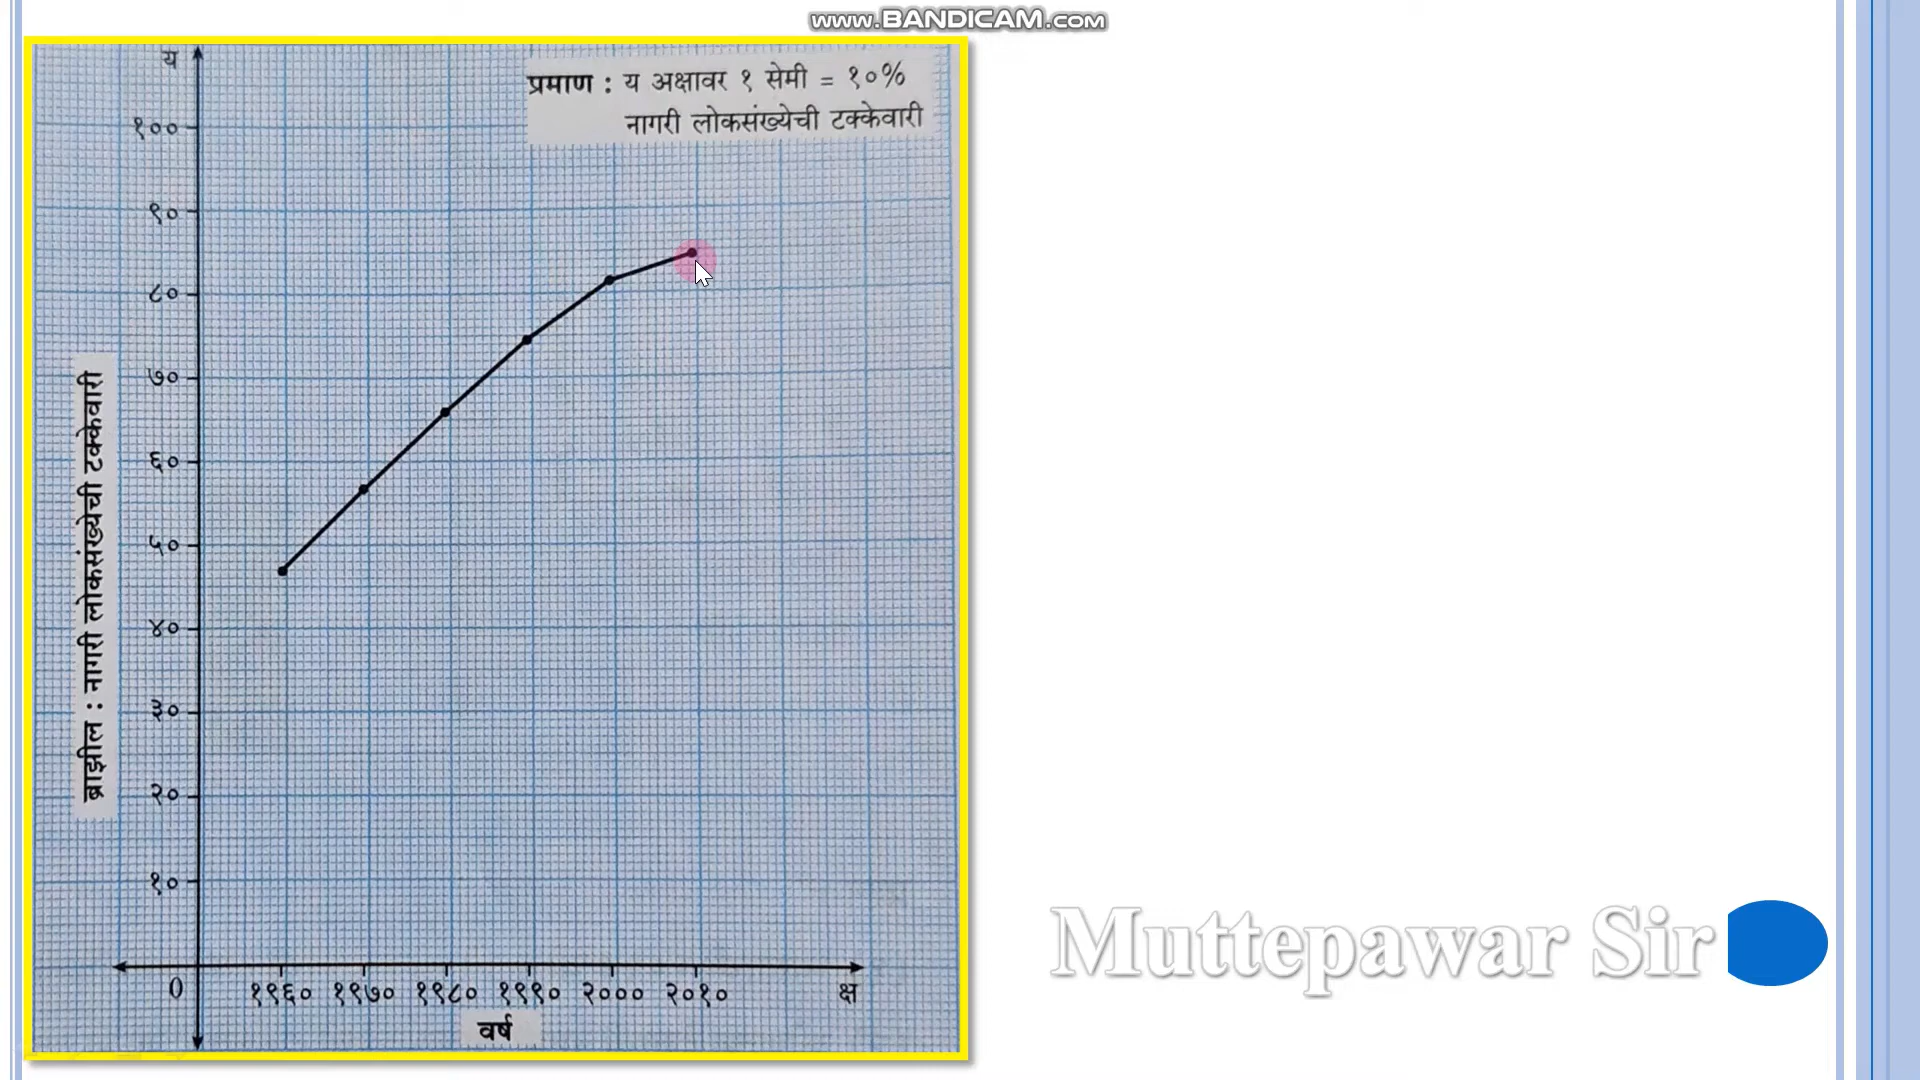 www.BANDICAM.com
य
प्रमाण : य अक्षावर १ सेमी = १०%
नागरी लोकसंख्येची टक्केवारी
१००
९०
८०
७०
६०
५०
४०
३०
२०
१०
ब्राझील : नागरी लोकसंख्येची टक्केवारी
0
१९६० १९७० १९८० १९९० २००० २०१० क्ष
वर्ष
Muttepawar Sir